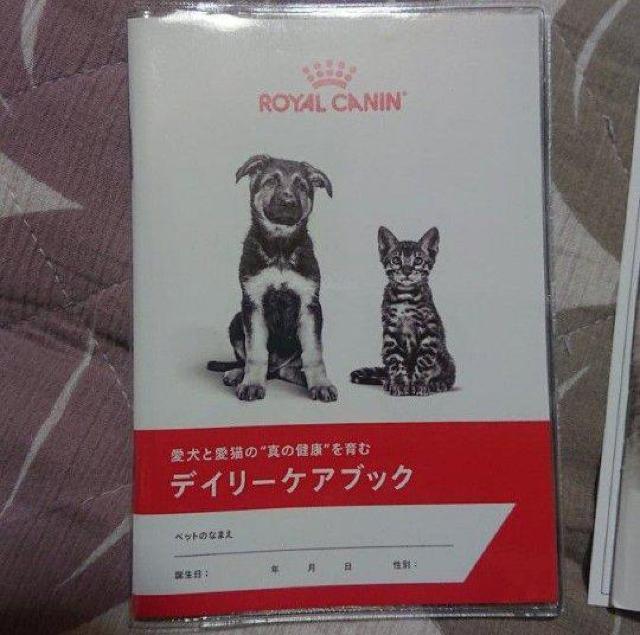 ROYAL CANIN
愛犬と愛猫の“真の健康”を育む
デイリーケアブック
ペットのなまえ
誕生日： 年 月 日 性別：